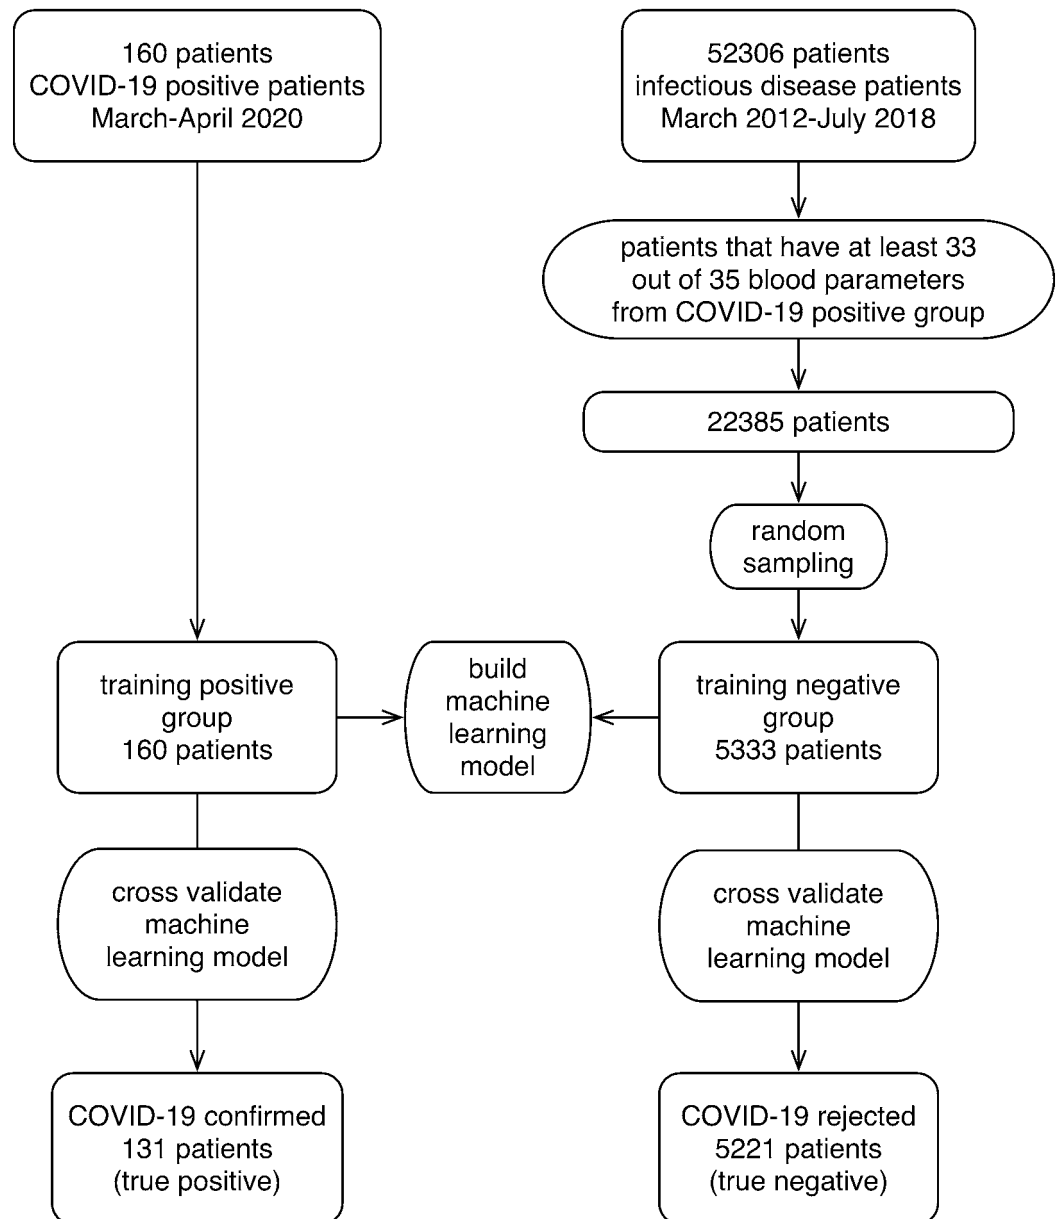 160 patients
COVID-19 positive patients
March-April 2020
52306 patients
infectious disease patients
March 2012-July 2018
patients that have at least 33
out of 35 blood parameters
from COVID-19 positive group
22385 patients
random
sampling
training positive
group
160 patients
build
machine
learning
model
training negative
group
5333 patients
cross validate
machine
learning model
cross validate
machine
learning model
COVID-19 confirmed
131 patients
(true positive)
COVID-19 rejected
5221 patients
(true negative)